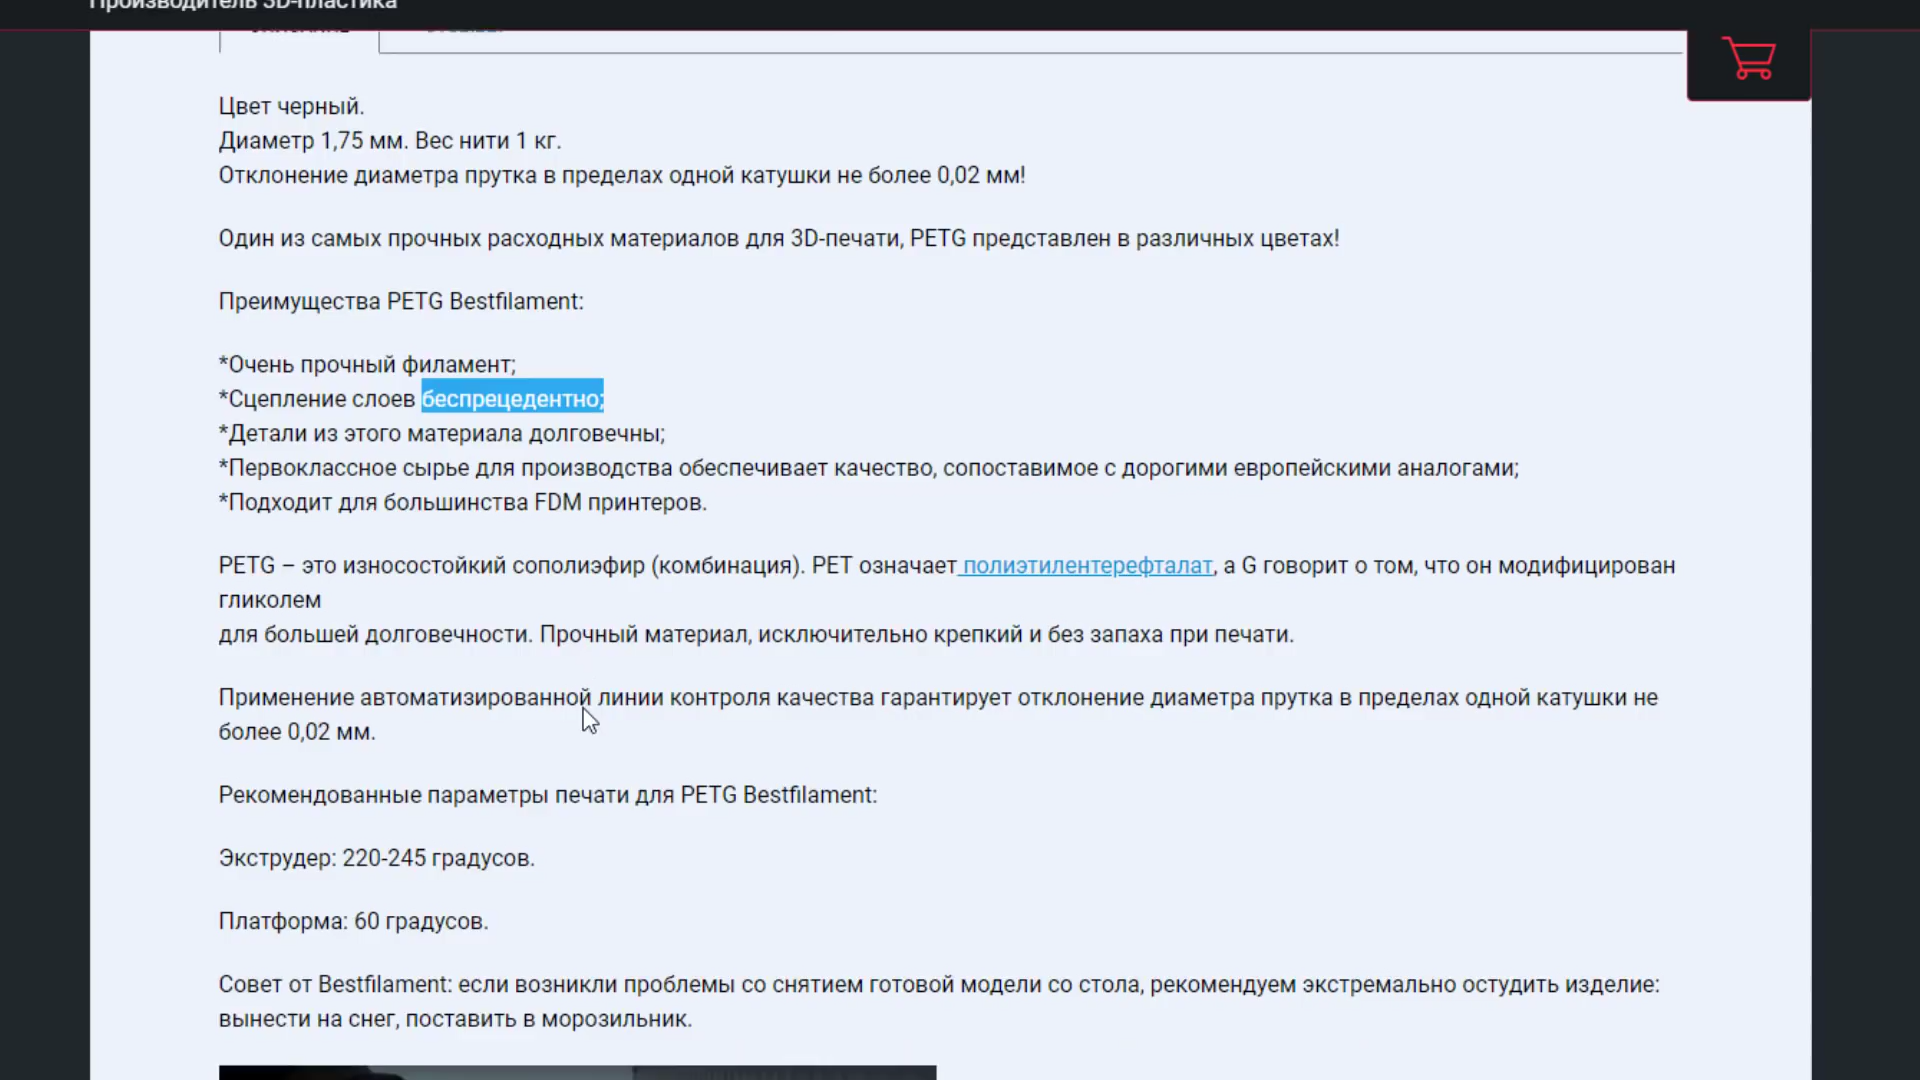 Производитель 3D-пластика
Цвет черный.
Диаметр 1,75 мм. Вес нити 1 кг.
Отклонение диаметра прутка в пределах одной катушки не более 0,02 мм!
Один из самых прочных расходных материалов для 3D-печати, PETG представлен в различных цветах!
Преимущества PETG Bestfilament:
*Очень прочный филамент;
*Сцепление слоев беспрецедентно;
*Детали из этого материала долговечны;
*Первоклассное сырье для производства обеспечивает качество, сопоставимое с дорогими европейскими аналогами;
*Подходит для большинства FDM принтеров.
PETG – это износостойкий сополиэфир (комбинация). PET означает полиэтилентерефталат, а G говорит о том, что он модифицирован
гликолем
для большей долговечности. Прочный материал, исключительно крепкий и без запаха при печати.
Применение автоматизированной линии контроля качества гарантирует отклонение диаметра прутка в пределах одной катушки не
более 0,02 мм.
Рекомендованные параметры печати для PETG Bestfilament:
Экструдер: 220-245 градусов.
Платформа: 60 градусов.
Совет от Bestfilament: если возникли проблемы со снятием готовой модели со стола, рекомендуем экстремально остудить изделие:
вынести на снег, поставить в морозильник.